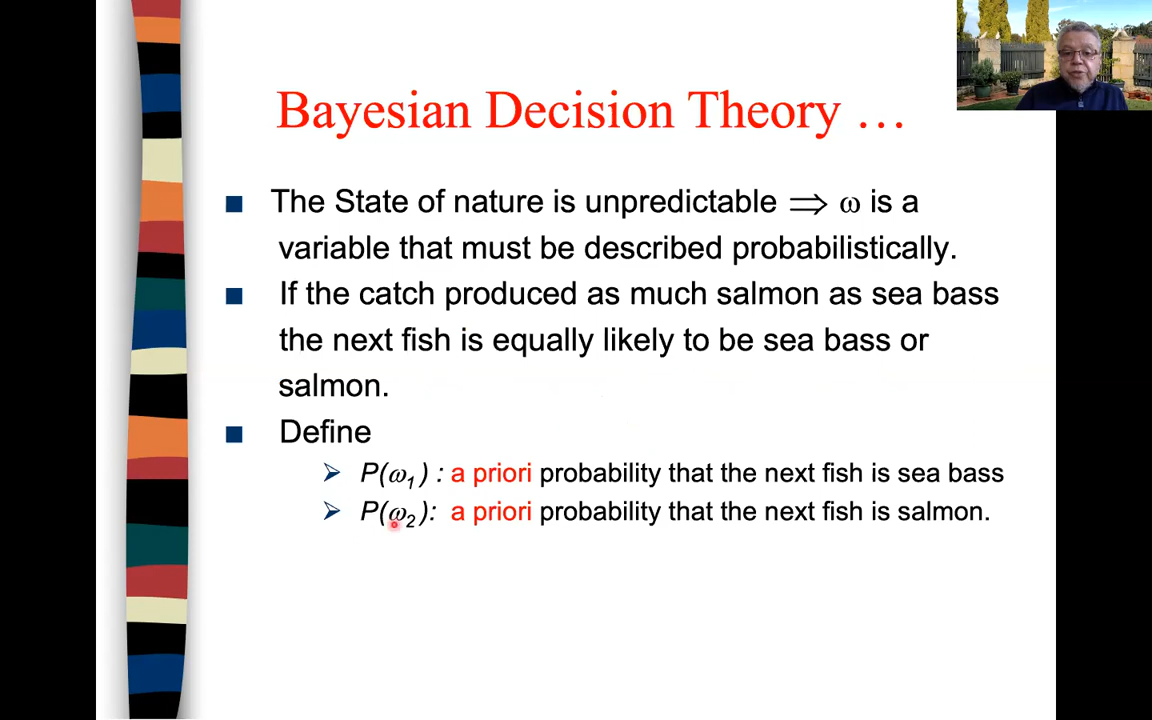 Bayesian Decision Theory …
The State of nature is unpredictable ⇒ ω is a
variable that must be described probabilistically.
If the catch produced as much salmon as sea bass
the next fish is equally likely to be sea bass or
salmon.
Define
P(ω1) : a priori probability that the next fish is sea bass
P(ω2): a priori probability that the next fish is salmon.